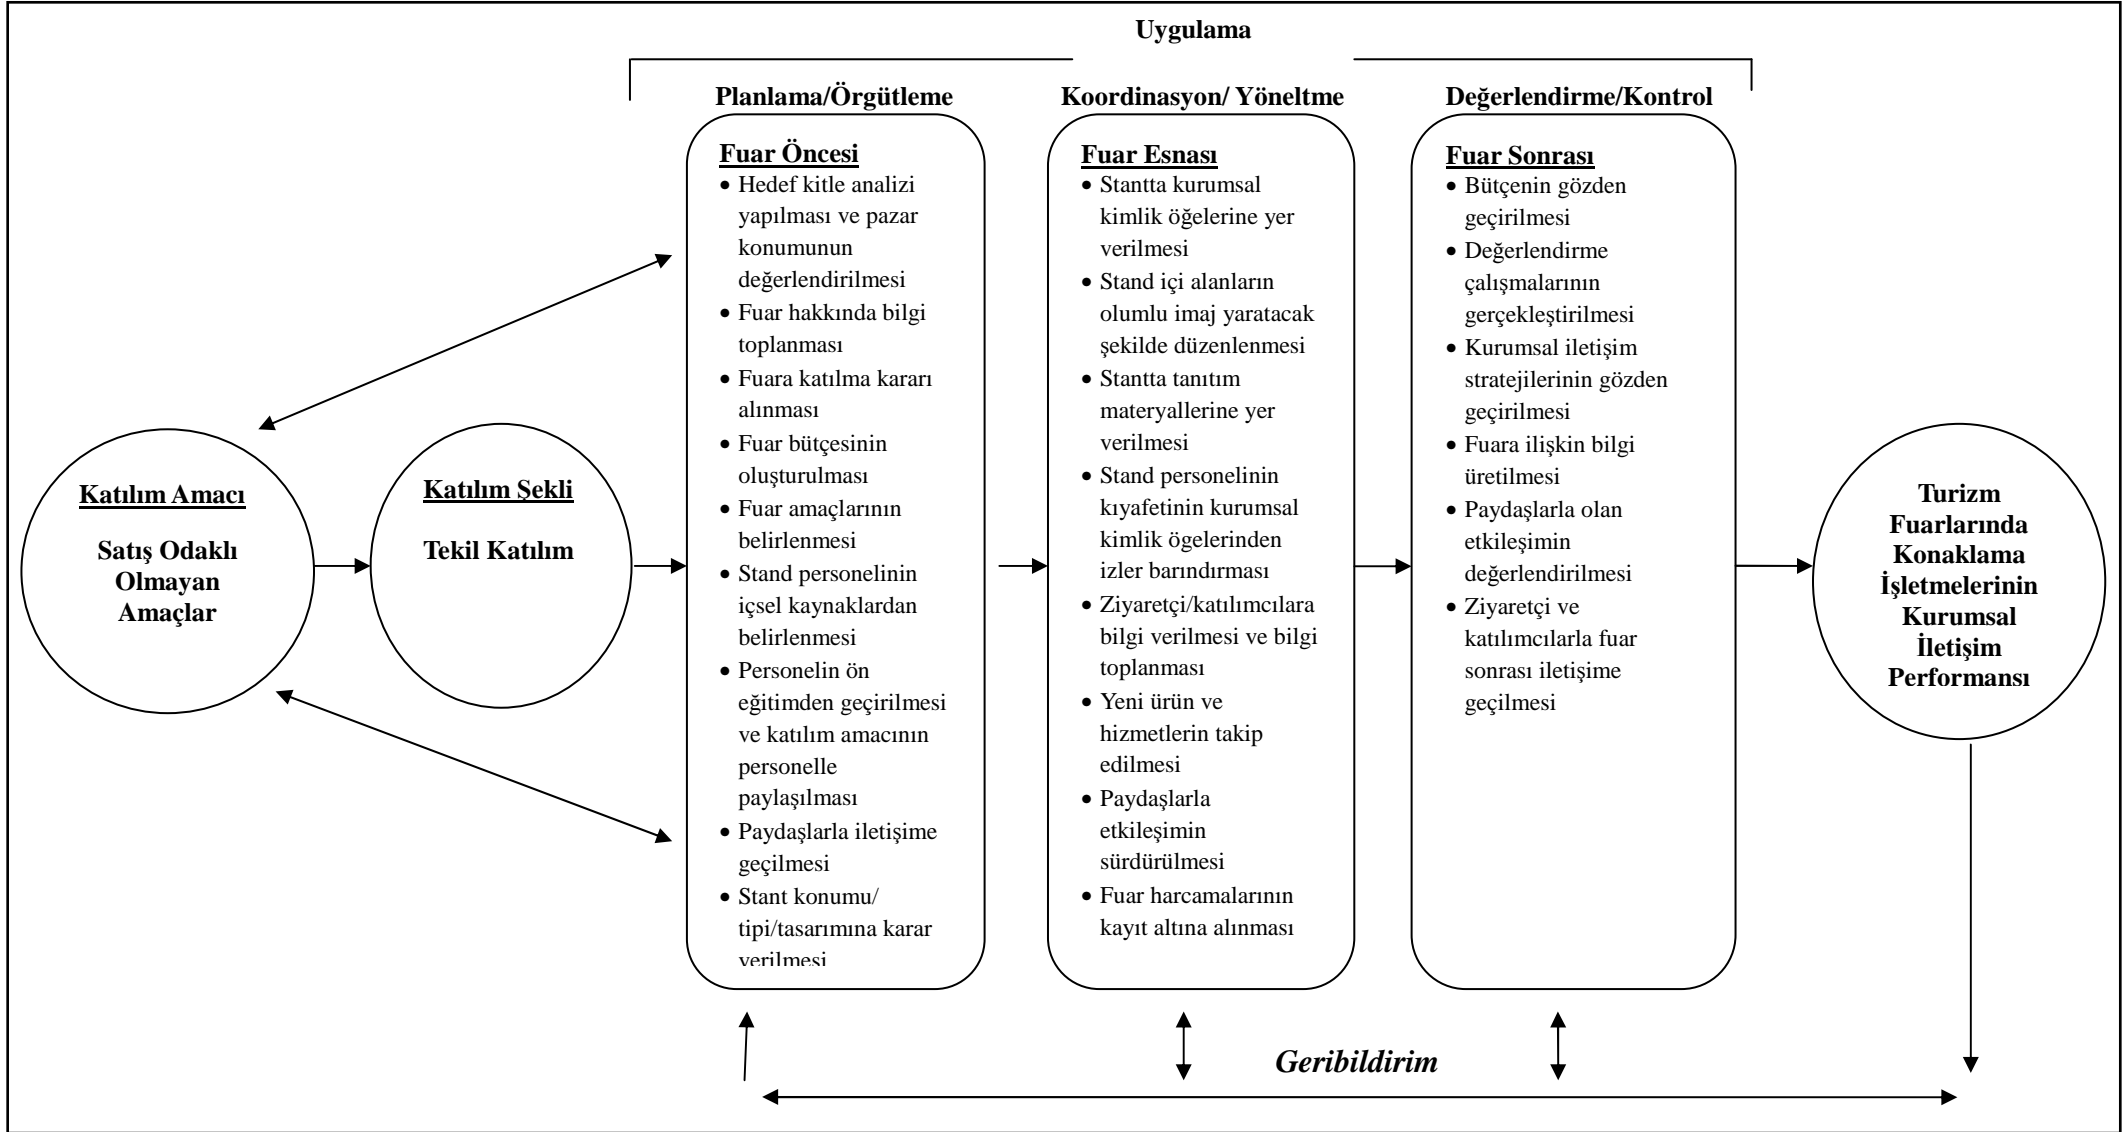 Uygulama
Planlama/Örgütleme
Koordinasyon/ Yöneltme
Değerlendirme/Kontrol
Katılım Amacı
Satış Odaklı
Olmayan
Amaçlar
Katılım Şekli
Tekil Katılım
Fuar Öncesi
• Hedef kitle analizi
yapılması ve pazar
konumunun
değerlendirilmesi
• Fuar hakkında bilgi
toplanması
• Fuara katılma kararı
alınması
• Fuar bütçesinin
oluşturulması
• Fuar amaçlarının
belirlenmesi
• Stand personelinin
içsel kaynaklardan
belirlenmesi
• Personelin ön
eğitimden geçirilmesi
ve katılım amacının
personelle
paylaşılması
• Paydaşlarla iletişime
geçilmesi
• Stant konumu/
tipi/tasarımına karar
verilmesi
Fuar Esnası
• Stantta kurumsal
kimlik öğelerine yer
verilmesi
• Stand içi alanların
olumlu imaj yaratacak
şekilde düzenlenmesi
• Stantta tanıtım
materyallerine yer
verilmesi
• Stand personelinin
kıyafetinin kurumsal
kimlik ögelerinden
izler barındırması
• Ziyaretçi/katılımcılara
bilgi verilmesi ve bilgi
toplanması
• Yeni ürün ve
hizmetlerin takip
edilmesi
• Paydaşlarla
etkileşimin
sürdürülmesi
• Fuar harcamalarının
kayıt altına alınması
Fuar Sonrası
• Bütçenin gözden
geçirilmesi
• Değerlendirme
çalışmalarının
gerçekleştirilmesi
• Kurumsal iletişim
stratejilerinin gözden
geçirilmesi
• Fuara ilişkin bilgi
üretilmesi
• Paydaşlarla olan
etkileşimin
değerlendirilmesi
• Ziyaretçi ve
katılımcılarla fuar
sonrası iletişime
geçilmesi
Turizm
Fuarlarında
Konaklama
İşletmelerinin
Kurumsal
İletişim
Performansı
Geribildirim